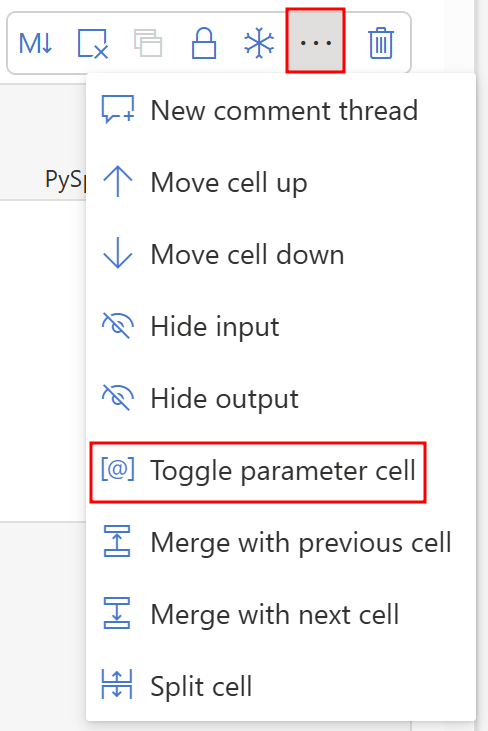 M↓
···
New comment thread
Move cell up
PySp
Move cell down
Hide input
Hide output
[@] Toggle parameter cell
Merge with previous cell
Merge with next cell
Split cell